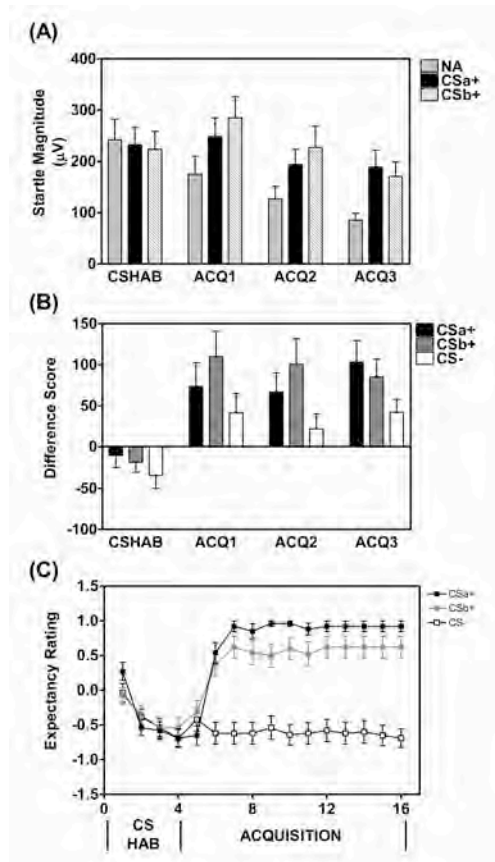 (A)
400
300
200
100
0
Startle Magnitude
(µV)
NA
CSa+
CSb+
CSHAB
ACQ1
ACQ2
ACQ3
(B)
150
100
50
0
-50
-100
Difference Score
CSa+
CSb+
CS-
CSHAB
ACQ1
ACQ2
ACQ3
(C)
1.5
1.0
0.5
0.0
-0.5
-1.0
-1.5
Expectancy Rating
CSa+
CSb+
CS-
0 4 8 12 16
CS
HAB
ACQUISITION